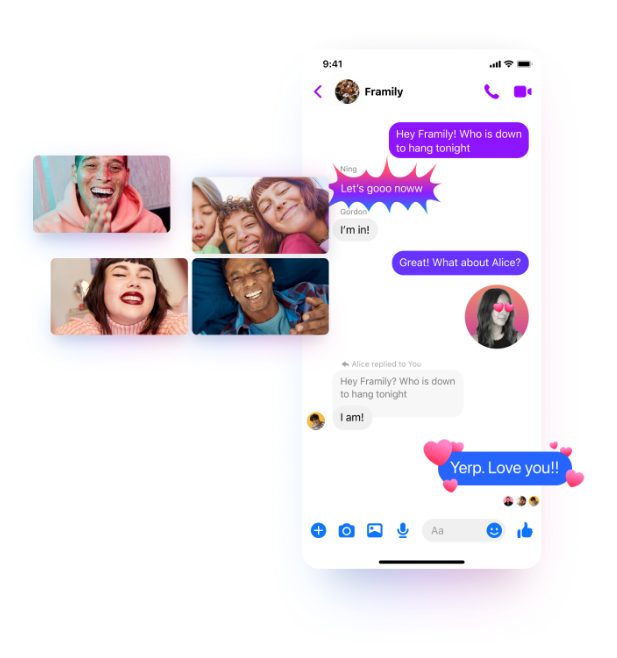 9:41
Framily
Hey Framily! Who is down
to hang tonight
Ning
Let's gooo noww
Gordon
I'm in!
Great! What about Alice?
Alice replied to You
Hey Framily? Who is down
to hang tonight
I am!
Yerp. Love you!!
Aa